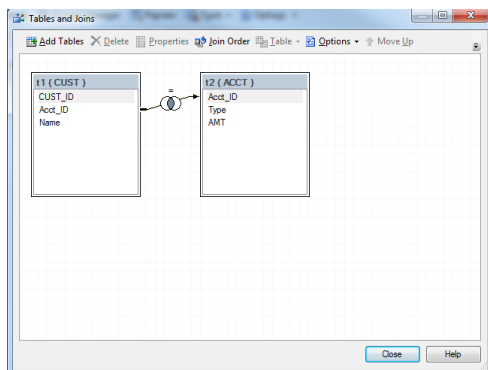 Tables and Joins
Add Tables Delete Properties Join Order Table Options Move Up
t1 ( CUST )
CUST_ID
Acct_ID
Name
=
t2 ( ACCT )
Acct_ID
Type
AMT
Close Help